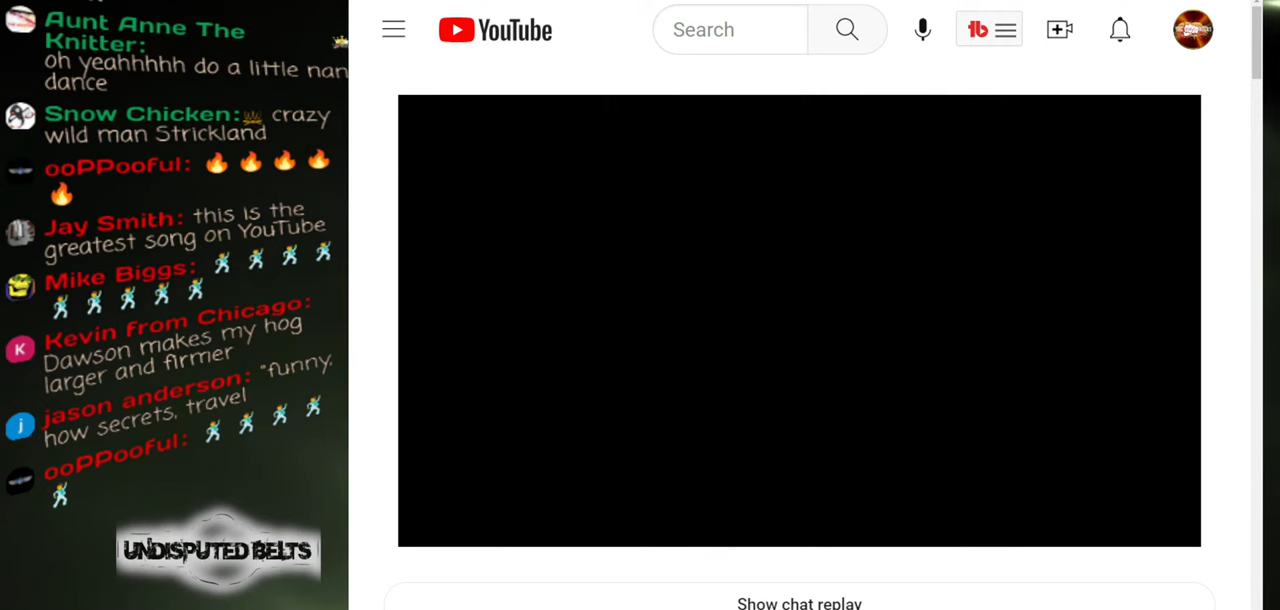 Aunt Anne The
Knitter:
oh yeahhhhh do a little nan
dance
Snow Chicken: crazy
wild man Strickland
ooPPooful: 🔥 🔥 🔥 🔥
🔥
Jay Smith: this is the
greatest song on YouTube
Mike Biggs: 🕺 🕺 🕺 🕺
🕺 🕺 🕺 🕺 🕺
K
Kevin from Chicago:
Dawson makes my hog
larger and firmer
j
jason anderson: "funny,
how secrets, travel
ooPPooful: 🕺 🕺 🕺 🕺
🕺
UNDISPUTED BELTS
YouTube
Search
tb
Show chat replay